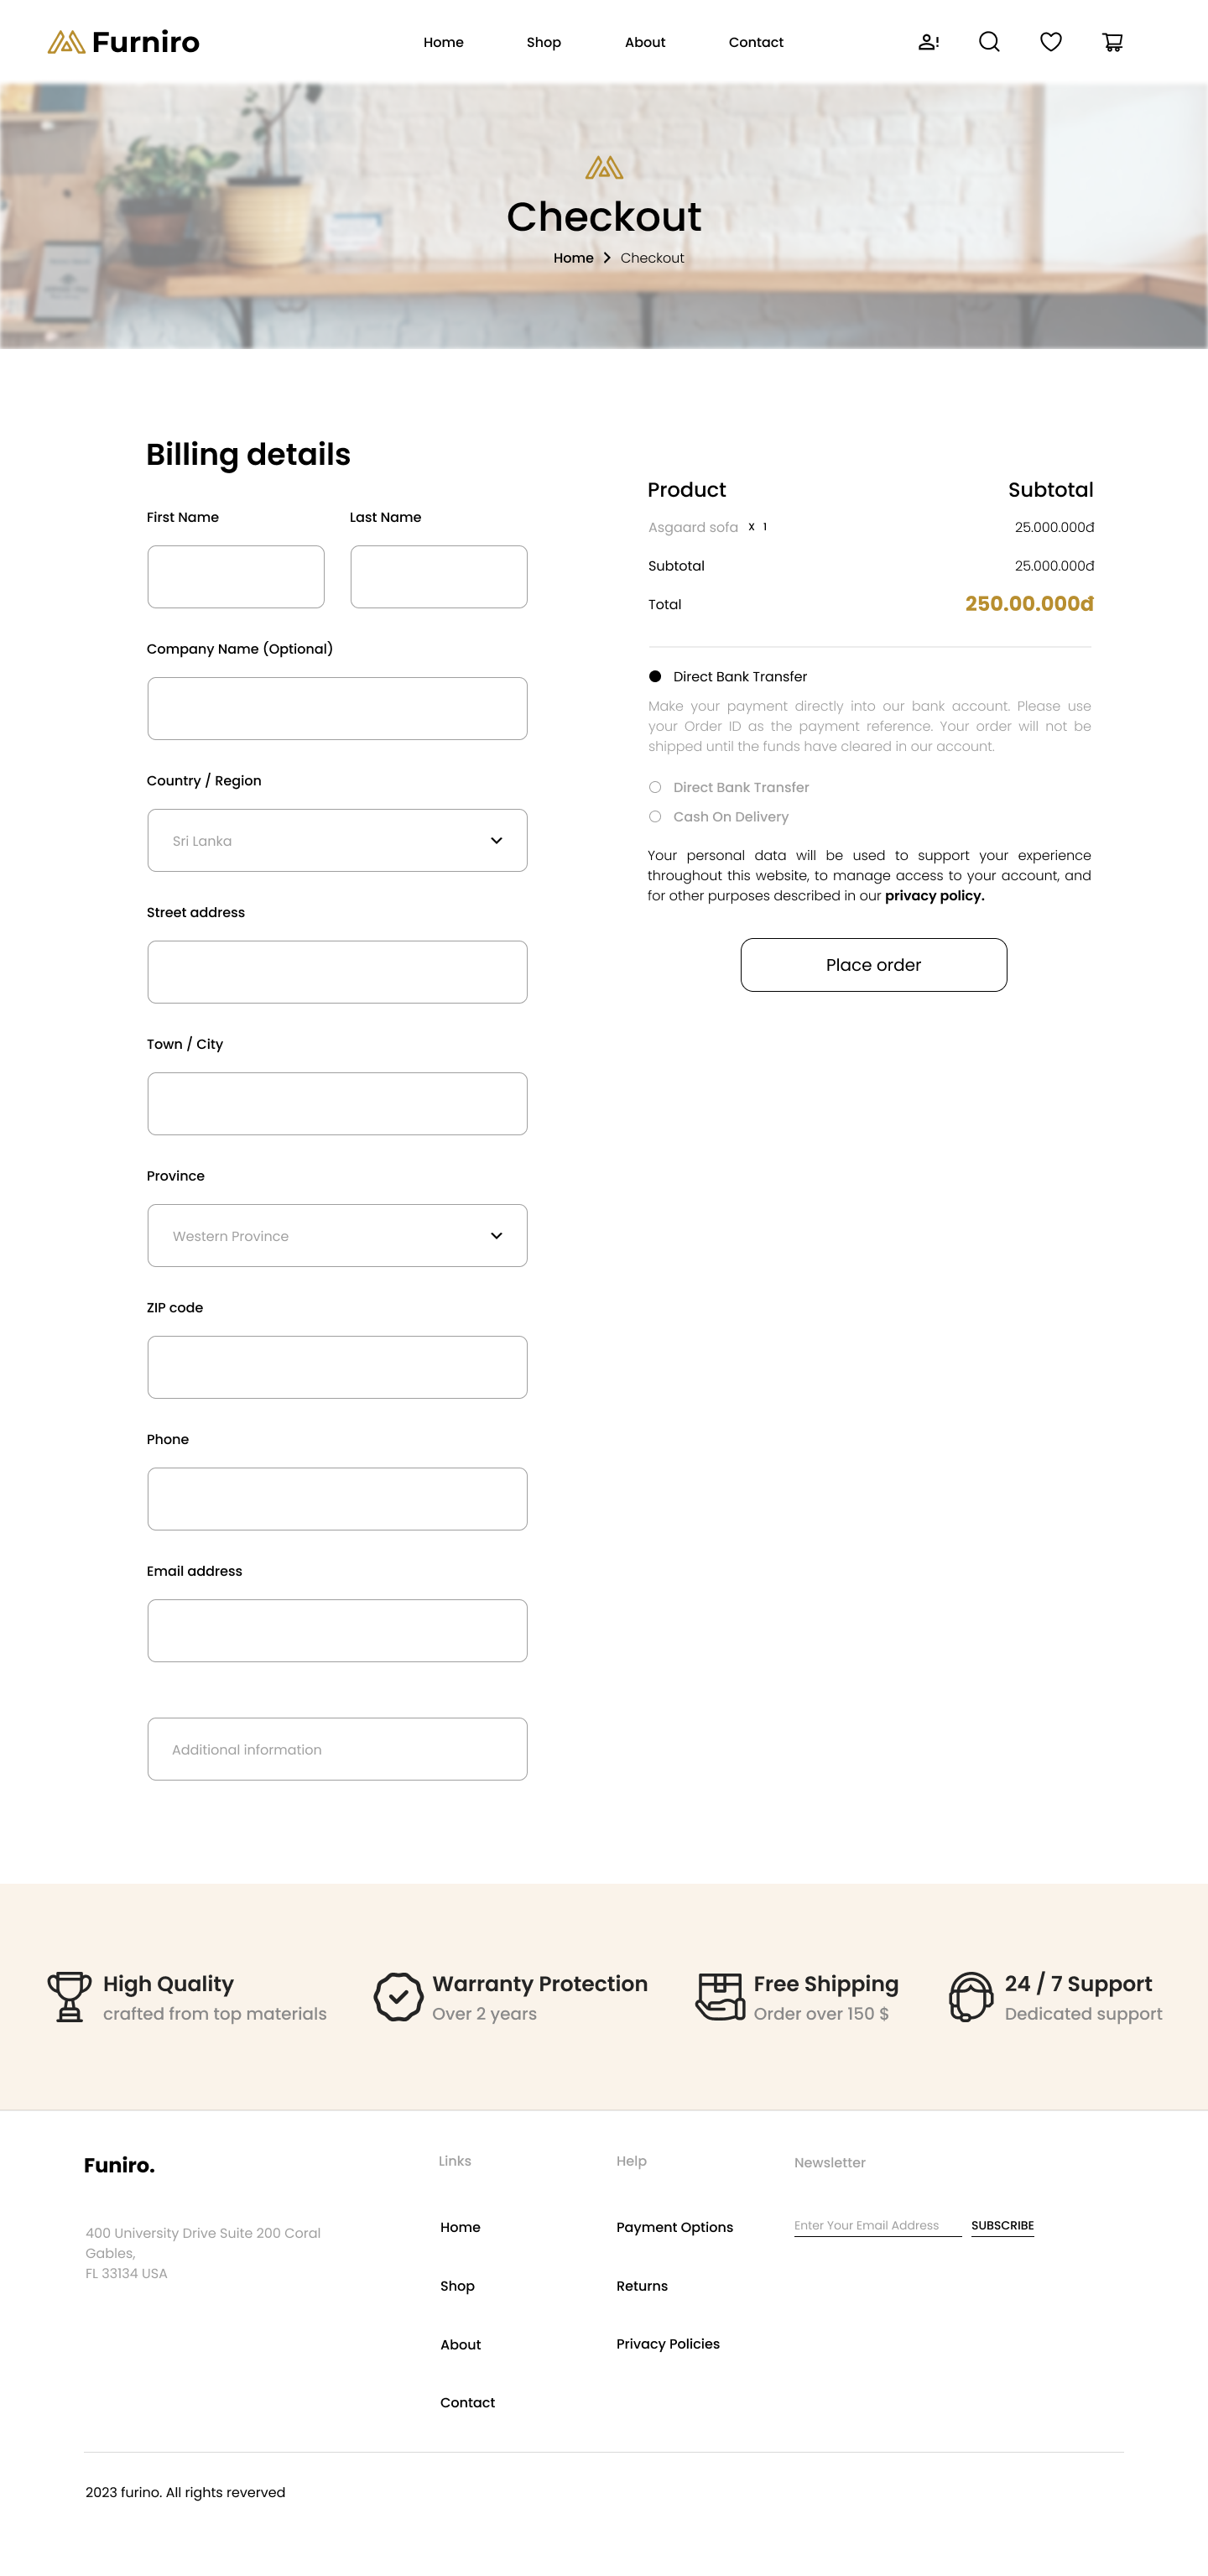 Furniro
Home
Shop
About
Contact
Checkout
Home
Checkout
Billing details
First Name
Last Name
Company Name (Optional)
Country / Region
Sri Lanka
Street address
Town / City
Province
Western Province
ZIP code
Phone
Email address
Additional information
Product Subtotal
Asgaard sofa X 1 25.000.000đ
Subtotal 25.000.000đ
Total 250.00.000đ
Direct Bank Transfer
Make your payment directly into our bank account. Please use
your Order ID as the payment reference. Your order will not be
shipped until the funds have cleared in our account.
Direct Bank Transfer
Cash On Delivery
Your personal data will be used to support your experience
throughout this website, to manage access to your account, and
for other purposes described in our privacy policy.
Place order
High Quality
crafted from top materials
Warranty Protection
Over 2 years
Free Shipping
Order over 150 $
24 / 7 Support
Dedicated support
Funiro.
400 University Drive Suite 200 Coral
Gables,
FL 33134 USA
Links
Home
Shop
About
Contact
Help
Payment Options
Returns
Privacy Policies
Newsletter
Enter Your Email Address SUBSCRIBE
2023 furino. All rights reverved